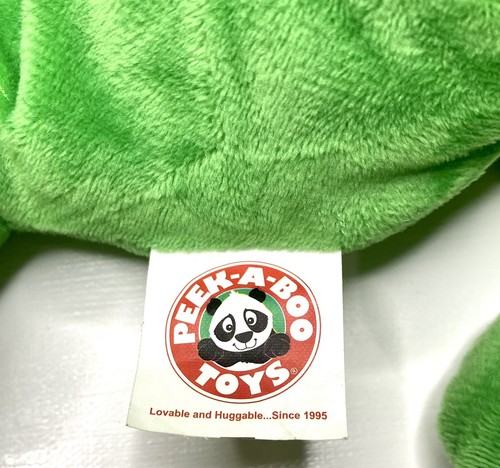 PEEK-A-BOO
TOYS®
Lovable and Huggable...Since 1995